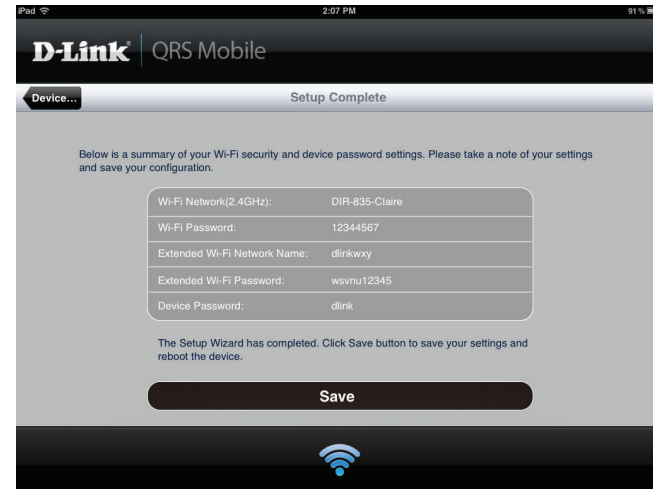 iPad 2:07 PM 91%
D-Link QRS Mobile
Device... Setup Complete
Below is a summary of your Wi-Fi security and device password settings. Please take a note of your settings
and save your configuration.
Wi-Fi Network(2.4GHz): DIR-835-Claire
Wi-Fi Password: 12344567
Extended Wi-Fi Network Name: dlinkwxy
Extended Wi-Fi Password: wsvnu12345
Device Password: dlink
The Setup Wizard has completed. Click Save button to save your settings and
reboot the device.
Save